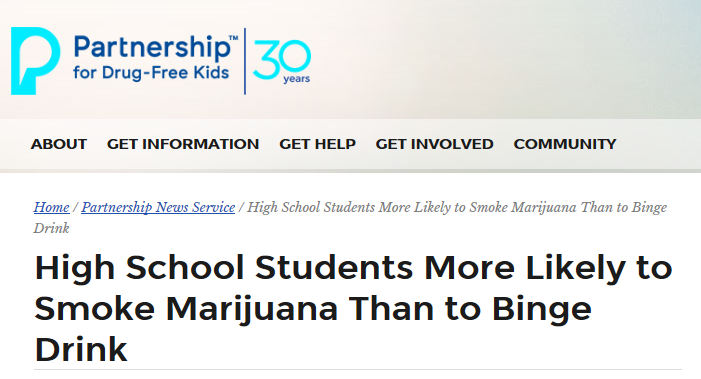 Partnership™
for Drug-Free Kids
30
years
ABOUT GET INFORMATION GET HELP GET INVOLVED COMMUNITY
Home / Partnership News Service / High School Students More Likely to Smoke Marijuana Than to Binge
Drink
High School Students More Likely to
Smoke Marijuana Than to Binge
Drink